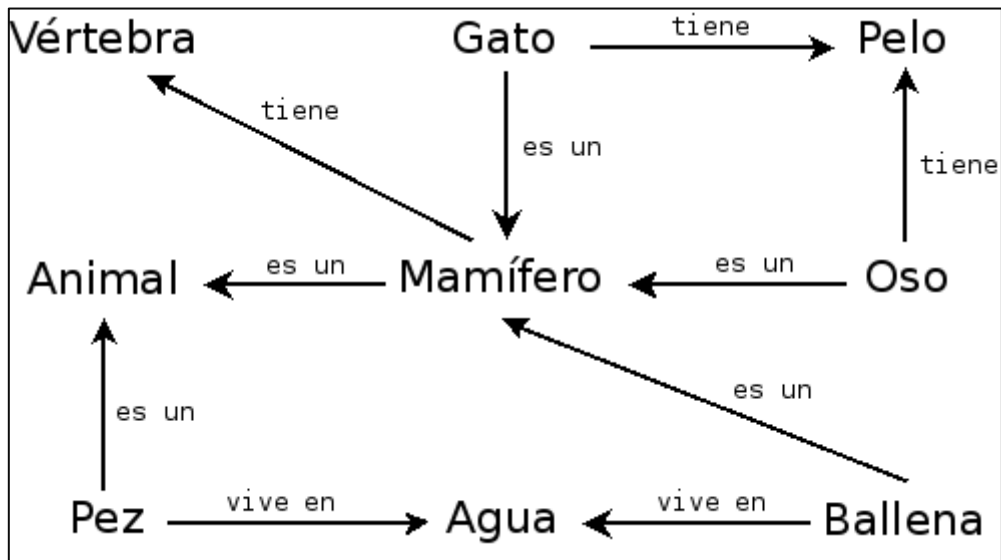 Vértebra
Gato
tiene
Pelo
tiene
es un
tiene
Animal
es un
Mamífero
es un
Oso
es un
es un
Pez
vive en
Agua
vive en
Ballena